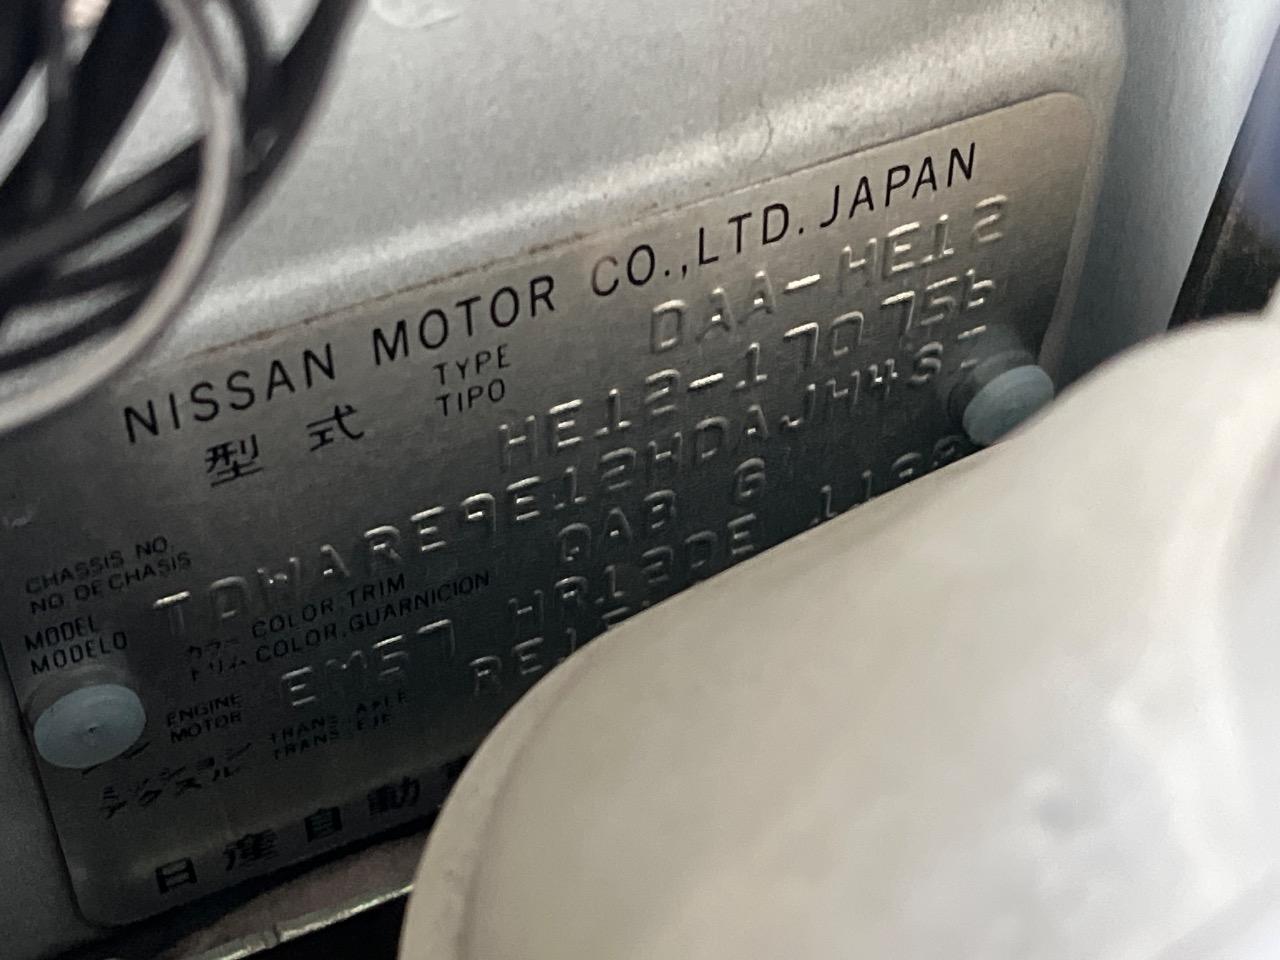 NISSAN MOTOR CO.,LTD. JAPAN
型式 TYPE TIPO DAA-HE12
CHASSIS NO. NO DE CHASIS HE12-170756
MODEL MODELO TDWARE9EI2HDAJ44S
カラー COLOR,TRIM
トリム COLOR,GUARNICION QAB G
ENGINE MOTOR EM57 HR12DE
ミッション アクスル TRANS. AXLE TRANS. EJE
日産自動